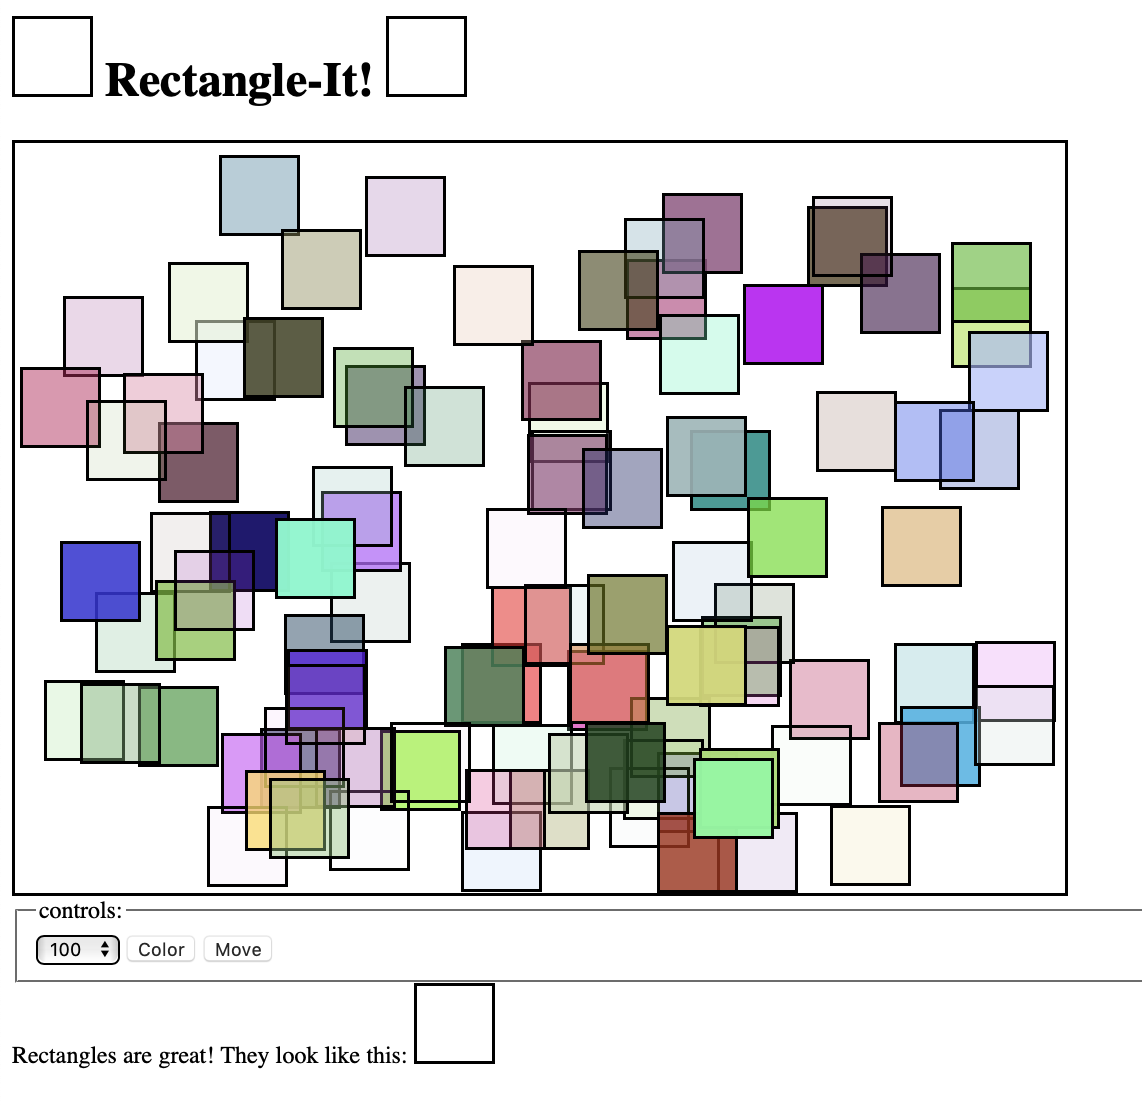 Rectangle-It!
controls:
100 Color Move
Rectangles are great! They look like this: